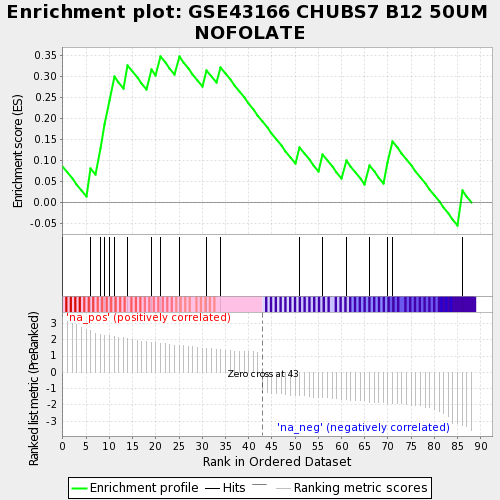 Enrichment plot: GSE43166 CHUBS7 B12 50UM
NOFOLATE
Enrichment score (ES)
0.35
0.30
0.25
0.20
0.15
0.10
0.05
0.00
-0.05
'na_pos' (positively correlated)
Ranked list metric (PreRanked)
3
2
1
0
-1
-2
-3
Zero cross at 43
'na_neg' (negatively correlated)
0 5 10 15 20 25 30 35 40 45 50 55 60 65 70 75 80 85 90
Rank in Ordered Dataset
Enrichment profile Hits Ranking metric scores